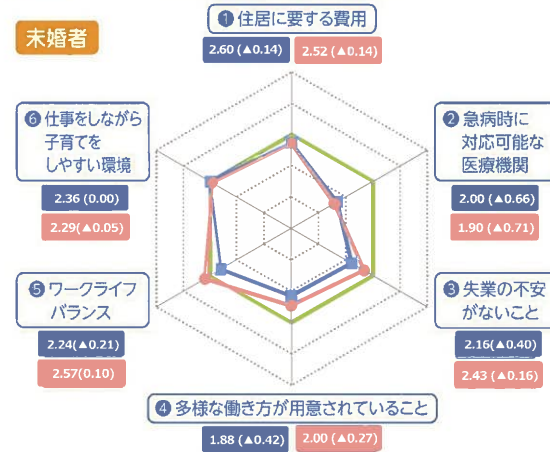 未婚者
❶ 住居に要する費用
2.60 (▲0.14) 2.52 (▲0.14)
❷ 急病時に
対応可能な
医療機関
2.00 (▲0.66)
1.90 (▲0.71)
❸ 失業の不安
がないこと
2.16(▲0.40)
2.43 (▲0.16)
❹ 多様な働き方が用意されていること
1.88 (▲0.42) 2.00 (▲0.27)
❺ ワークライフ
バランス
2.24(▲0.21)
2.57(0.10)
❻ 仕事をしながら
子育てを
しやすい環境
2.36 (0.00)
2.29(▲0.05)